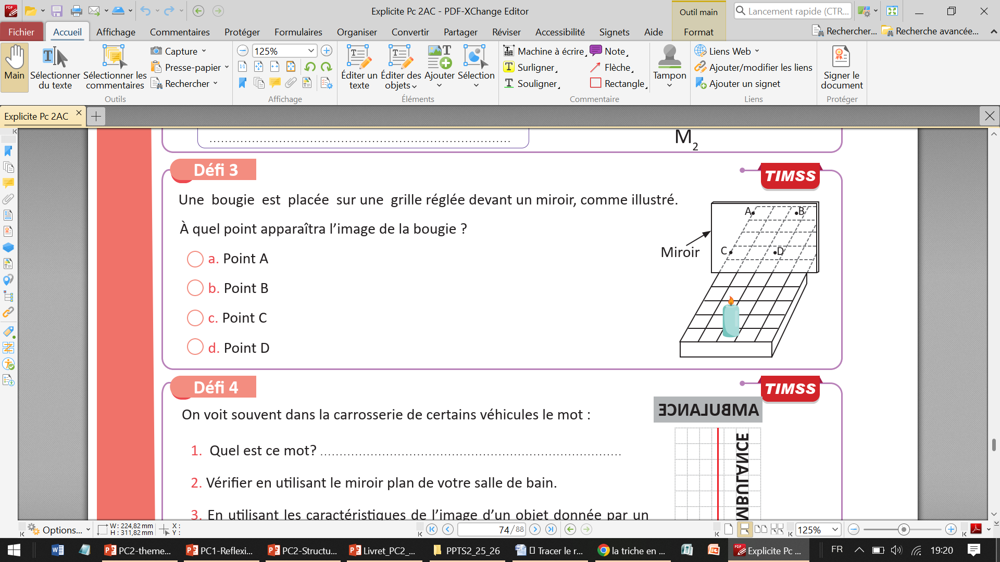 Explicite Pc 2AC - PDF-XChange Editor
Outil main
Lancement rapide (CTR...
Fichier
Accueil
Affichage
Commentaires
Protéger
Formulaires
Organiser
Convertir
Partager
Réviser
Accessibilité
Signets
Aide
Format
Rechercher...
Recherche avancée...
Main
Sélectionner du texte
Sélectionner les commentaires
Capture
Presse-papier
Rechercher
Outils
125%
Affichage
Éditer un texte
Éditer des objets
Ajouter
Sélection
Éléments
Machine à écrire
Surligner
Souligner
Note
Flèche
Rectangle
Commentaire
Tampon
Liens Web
Ajouter/modifier les liens
Ajouter un signet
Liens
Signer le document
Protéger
Explicite Pc 2AC
M2
Défi 3
TIMSS
Une bougie est placée sur une grille réglée devant un miroir, comme illustré.
À quel point apparaîtra l’image de la bougie ?
a. Point A
b. Point B
c. Point C
d. Point D
A
B
C
D
Miroir
Défi 4
TIMSS
AMBULANCE
On voit souvent dans la carrosserie de certains véhicules le mot :
1. Quel est ce mot? ..............................................................................
2. Vérifier en utilisant le miroir plan de votre salle de bain.
3. En utilisant les caractéristiques de l’image d’un objet donnée par un
Options...
W : 224,82 mm
H : 311,82 mm
X :
Y :
74 / 88
125%
PC2-theme...
PC1-Reflexi...
PC2-Structu...
Livret_PC2_...
PPTS2_25_26
Tracer le r...
la triche en ...
Explicite Pc ...
FR
19:20